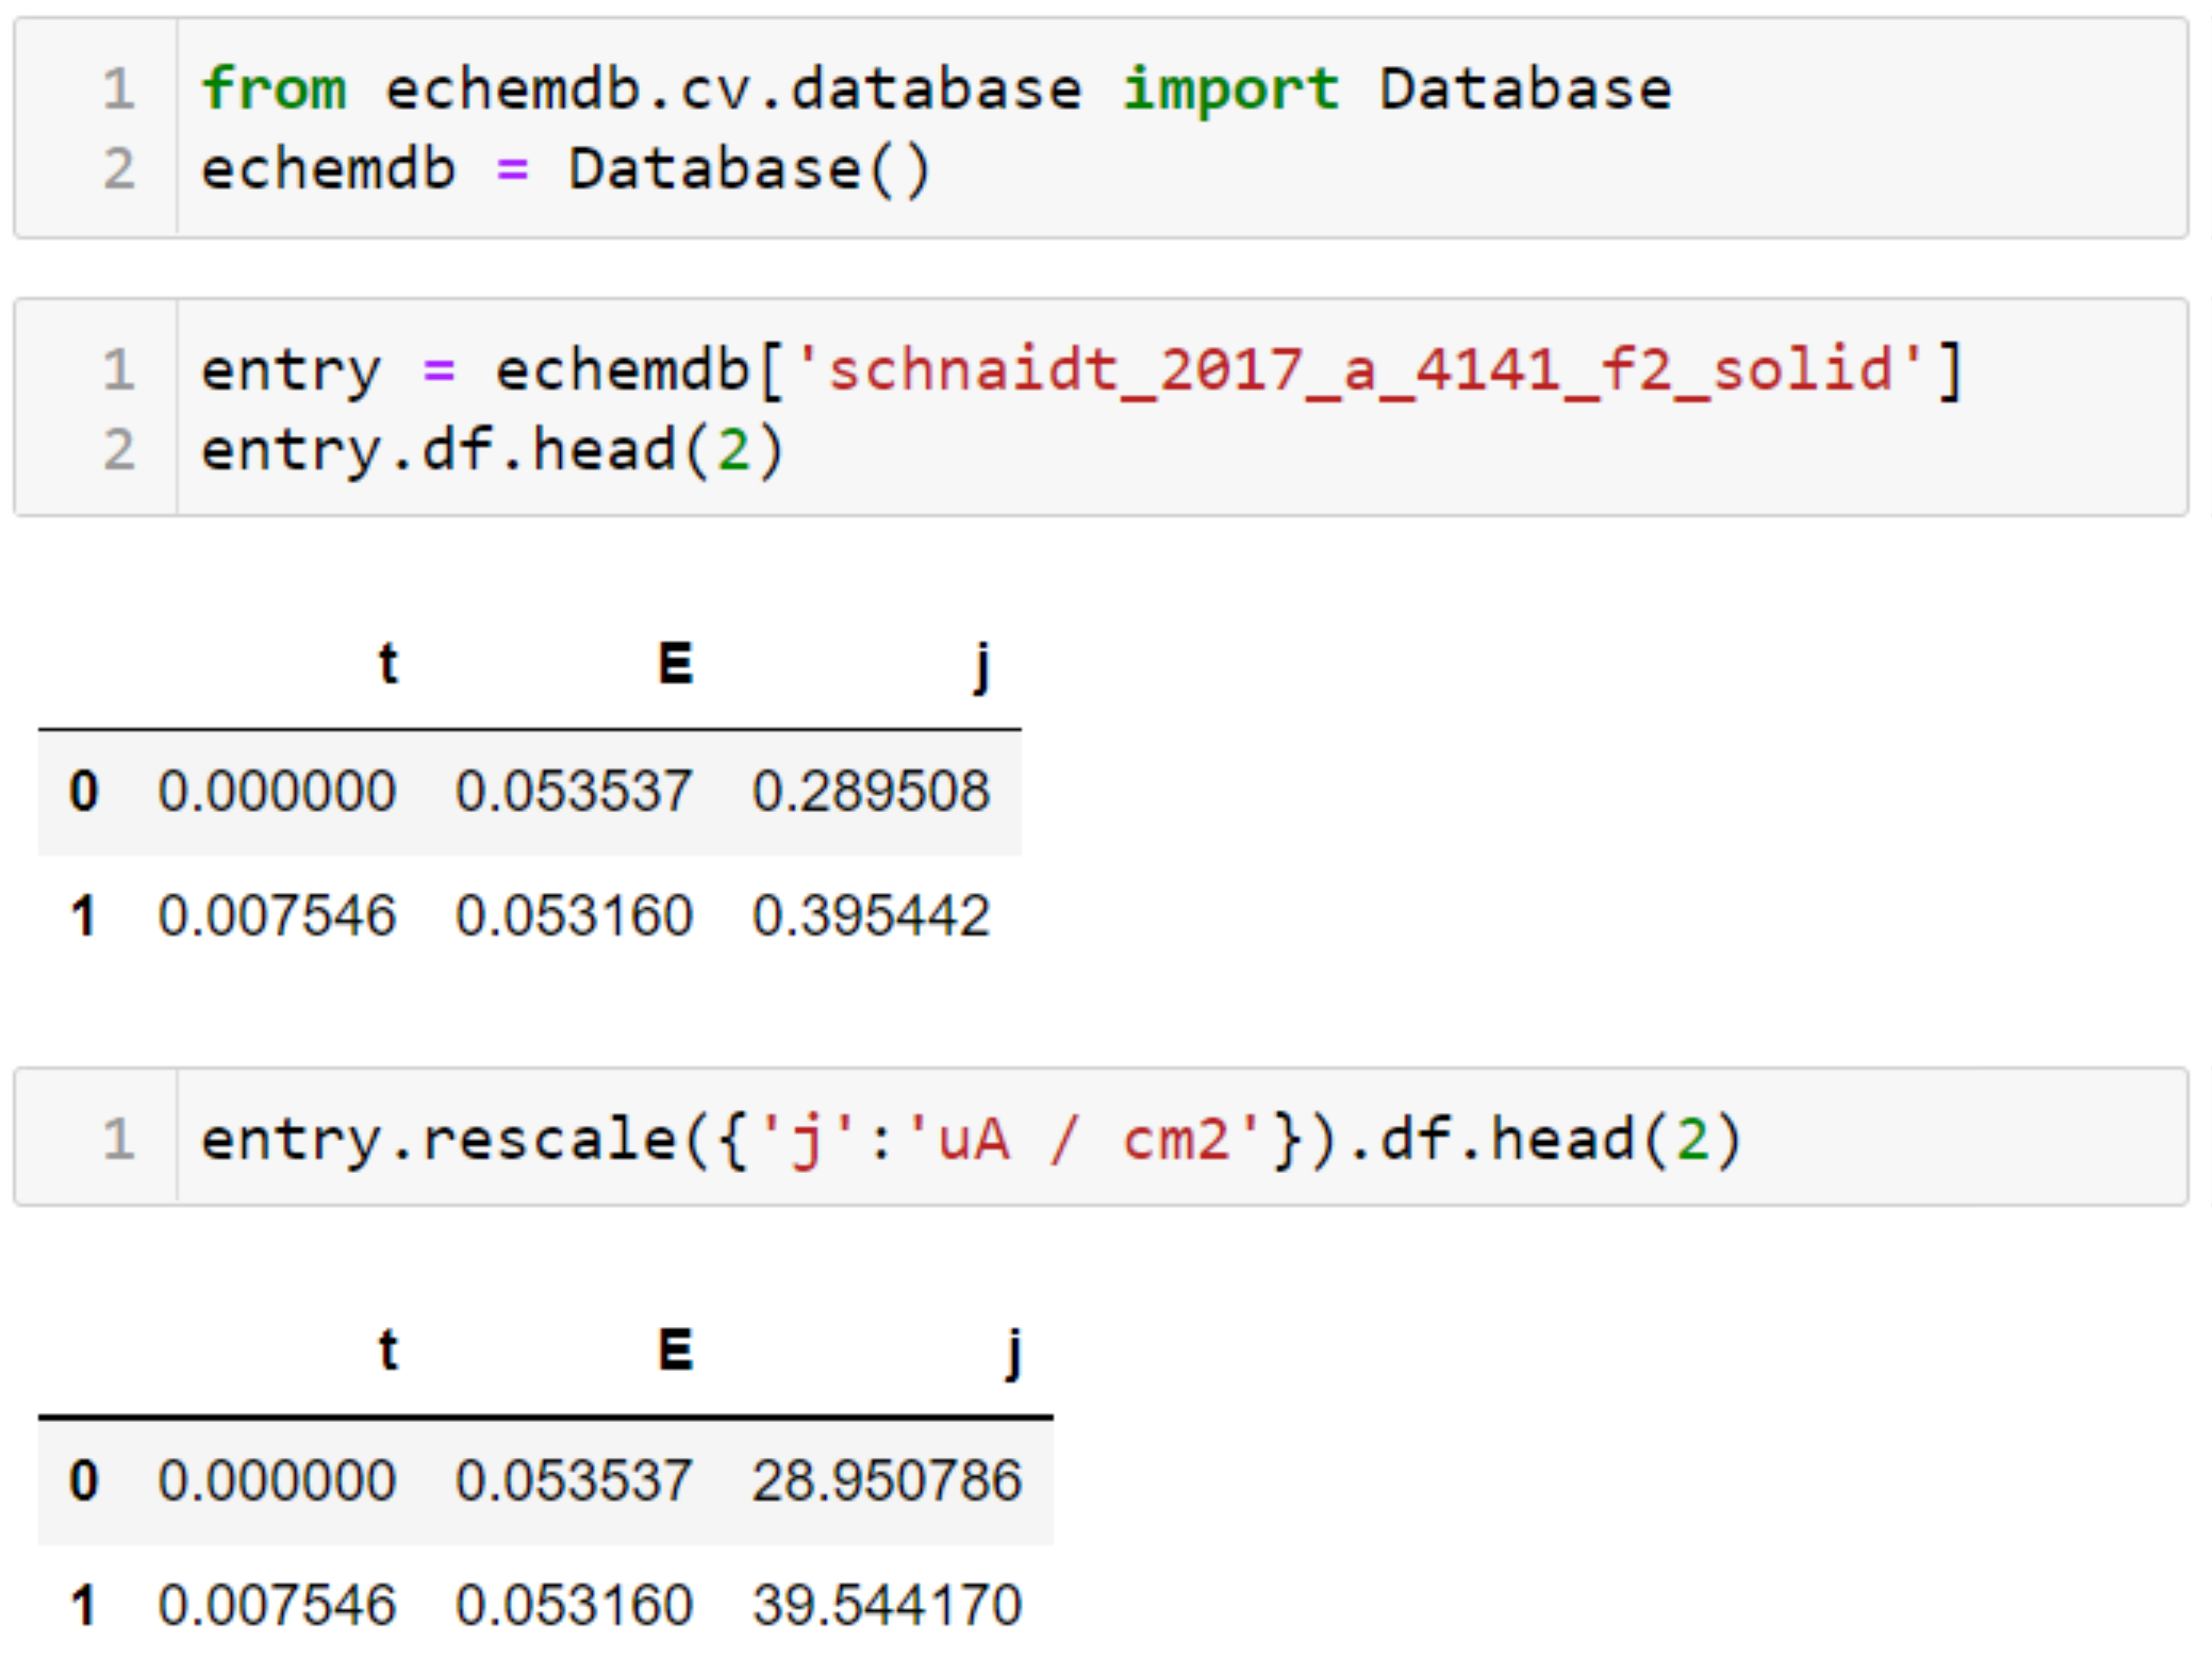 1 from echemdb.cv.database import Database
2 echemdb = Database()
1 entry = echemdb['schnaidt_2017_a_4141_f2_solid']
2 entry.df.head(2)
t E j
0 0.000000 0.053537 0.289508
1 0.007546 0.053160 0.395442
1 entry.rescale({'j':'uA / cm2'}).df.head(2)
t E j
0 0.000000 0.053537 28.950786
1 0.007546 0.053160 39.544170